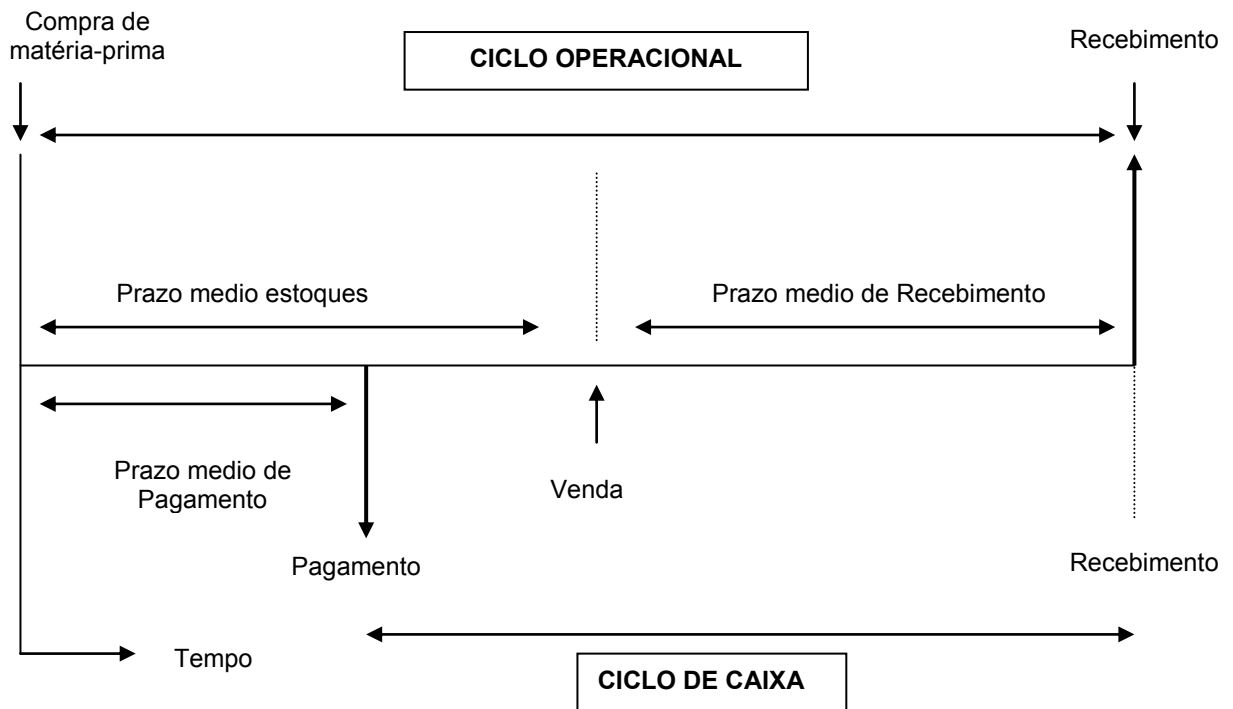 Compra de
matéria-prima
CICLO OPERACIONAL
Recebimento
Prazo medio estoques
Prazo medio de Recebimento
Prazo medio de
Pagamento
Venda
Pagamento
Recebimento
Tempo
CICLO DE CAIXA